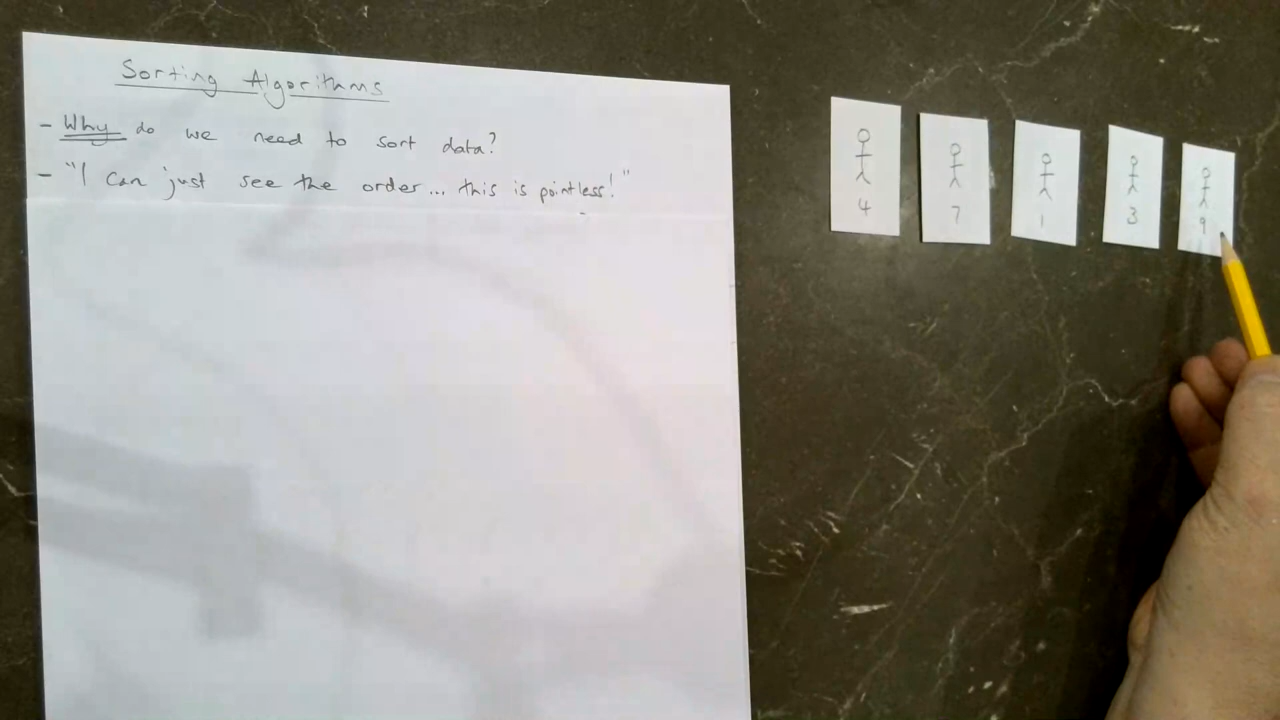 Sorting Algorithms
- Why do we need to sort data?
- "I can just see the order... this is pointless!"
4 7 1 3 9